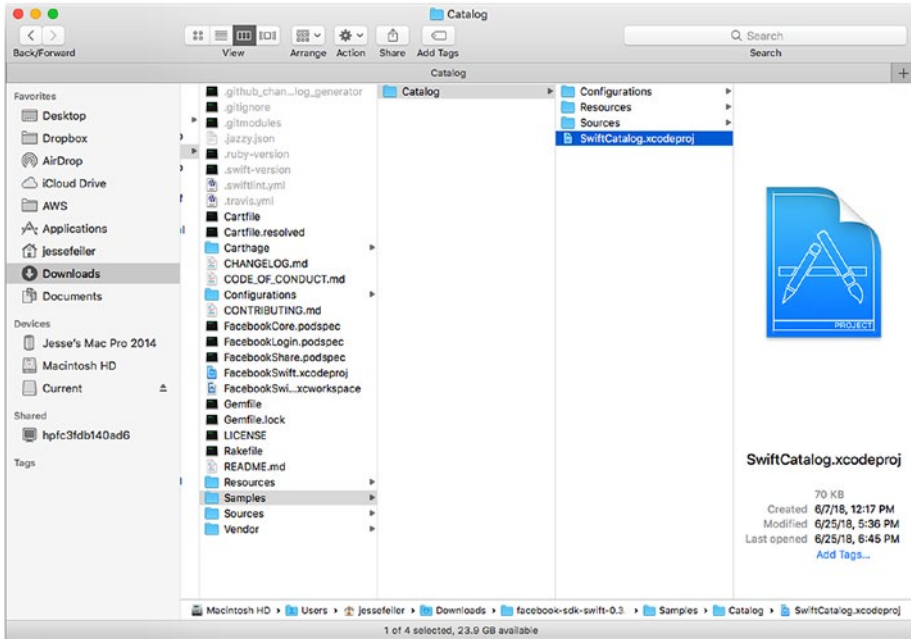 Catalog
Back/Forward
View
Arrange
Action
Share
Add Tags
Search
Search
Catalog
Favorites
Desktop
Dropbox
AirDrop
iCloud Drive
AWS
Applications
jessefeiler
Downloads
Documents
Devices
Jesse's Mac Pro 2014
Macintosh HD
Current
Shared
hpfc3fdb140ad6
Tags
.github_chan...log_generator
.gitignore
.gitmodules
.jazzy.json
.ruby-version
.swift-version
.swiftlint.yml
.travis.yml
Cartfile
Cartfile.resolved
Carthage
CHANGELOG.md
CODE_OF_CONDUCT.md
Configurations
CONTRIBUTING.md
FacebookCore.podspec
FacebookLogin.podspec
FacebookShare.podspec
FacebookSwift.xcodeproj
FacebookSwi...xcworkspace
Gemfile
Gemfile.lock
LICENSE
Rakefile
README.md
Resources
Samples
Sources
Vendor
Catalog
Configurations
Resources
Sources
SwiftCatalog.xcodeproj
PROJECT
SwiftCatalog.xcodeproj
70 KB
Created 6/7/18, 12:17 PM
Modified 6/25/18, 5:36 PM
Last opened 6/25/18, 6:45 PM
Add Tags...
Macintosh HD › Users › jessefeiler › Downloads › facebook-sdk-swift-0.3. › Samples › Catalog › SwiftCatalog.xcodeproj
1 of 4 selected, 23.9 GB available